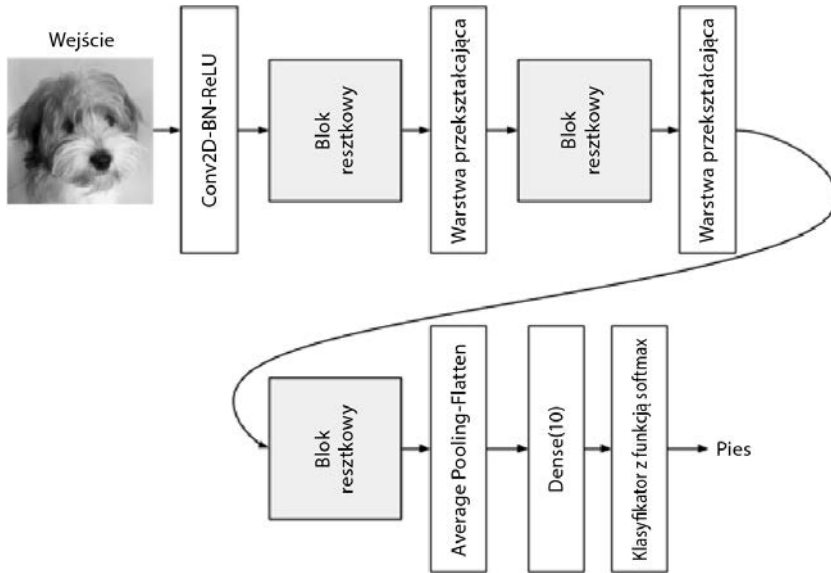 Wejście
Conv2D-BN-ReLU
Blok
resztkowy
Warstwa przekształcająca
Blok
resztkowy
Warstwa przekształcająca
Blok
resztkowy
Average Pooling-Flatten
Dense(10)
Klasyfikator z funkcją softmax
Pies